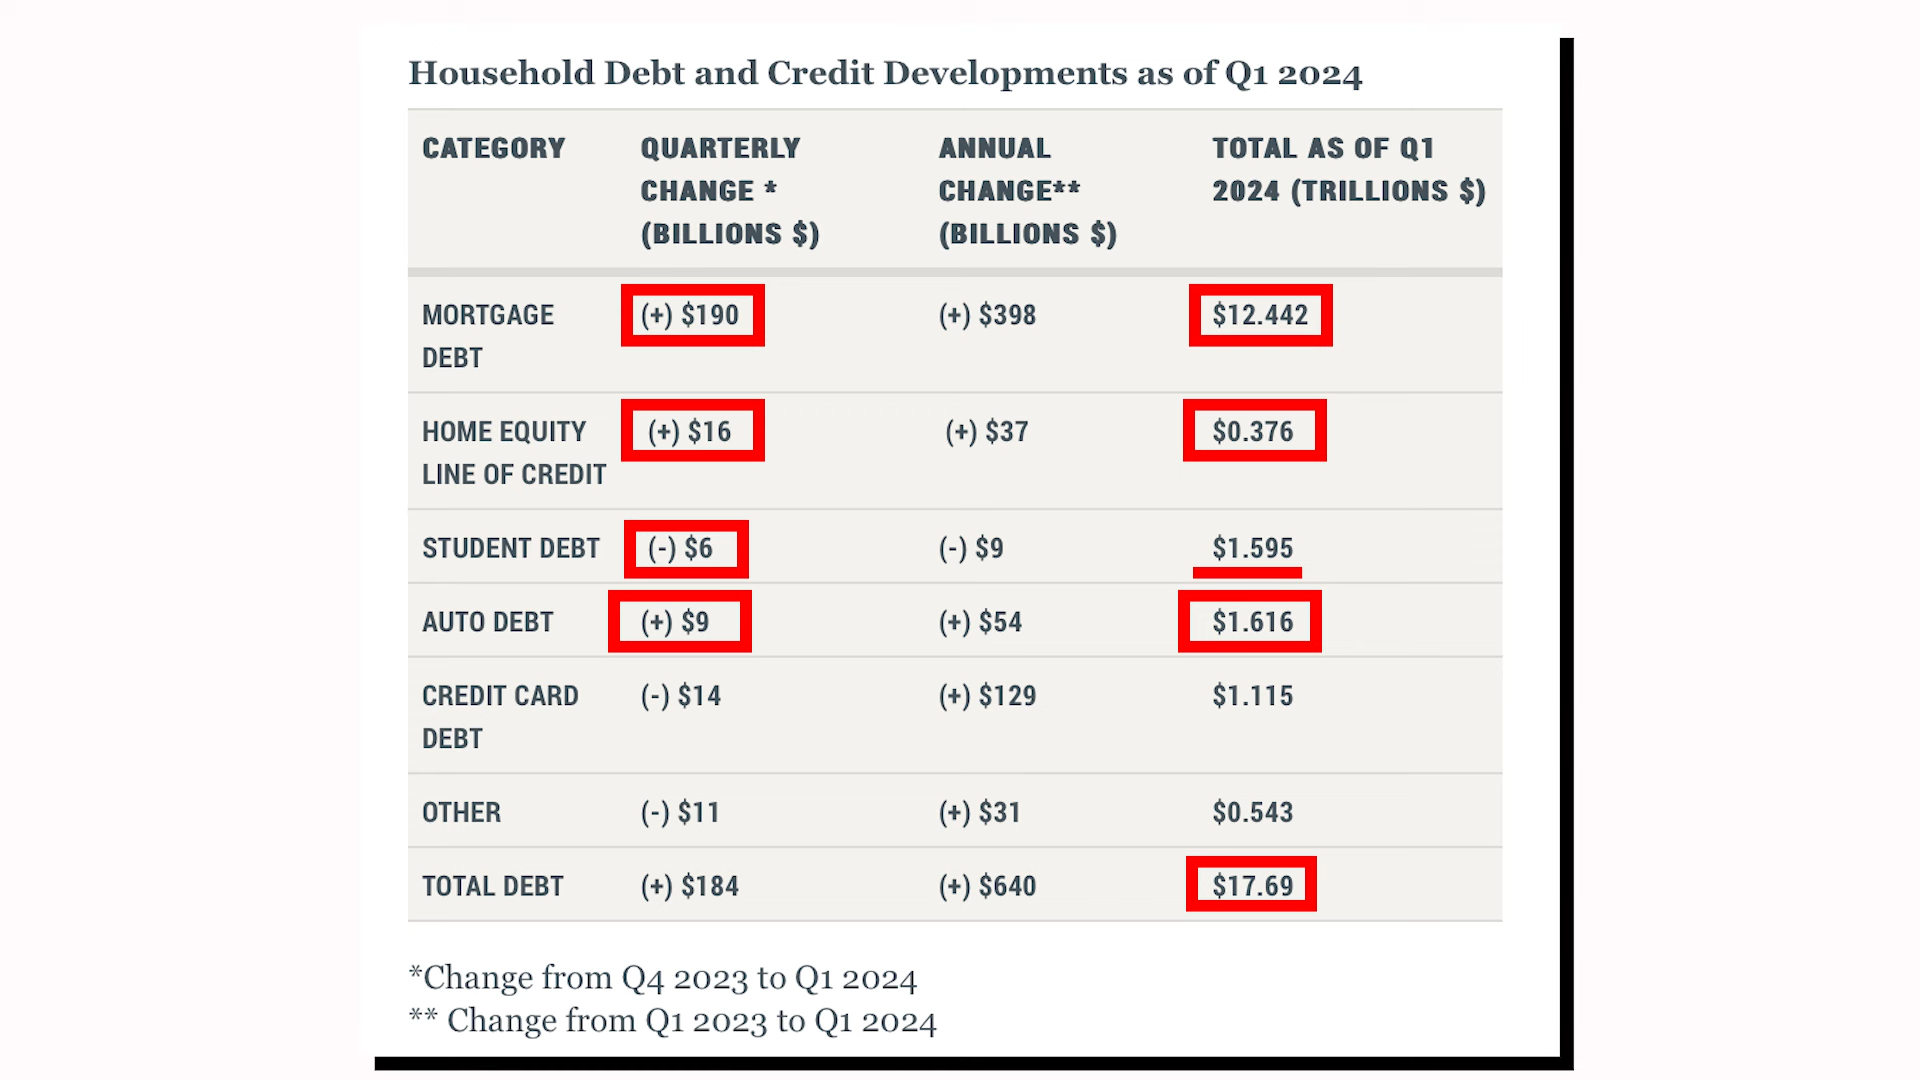 Household Debt and Credit Developments as of Q1 2024
CATEGORY QUARTERLY CHANGE * (BILLIONS $) ANNUAL CHANGE** (BILLIONS $) TOTAL AS OF Q1 2024 (TRILLIONS $)
MORTGAGE DEBT (+) $190 (+) $398 $12.442
HOME EQUITY LINE OF CREDIT (+) $16 (+) $37 $0.376
STUDENT DEBT (-) $6 (-) $9 $1.595
AUTO DEBT (+) $9 (+) $54 $1.616
CREDIT CARD DEBT (-) $14 (+) $129 $1.115
OTHER (-) $11 (+) $31 $0.543
TOTAL DEBT (+) $184 (+) $640 $17.69
*Change from Q4 2023 to Q1 2024
** Change from Q1 2023 to Q1 2024